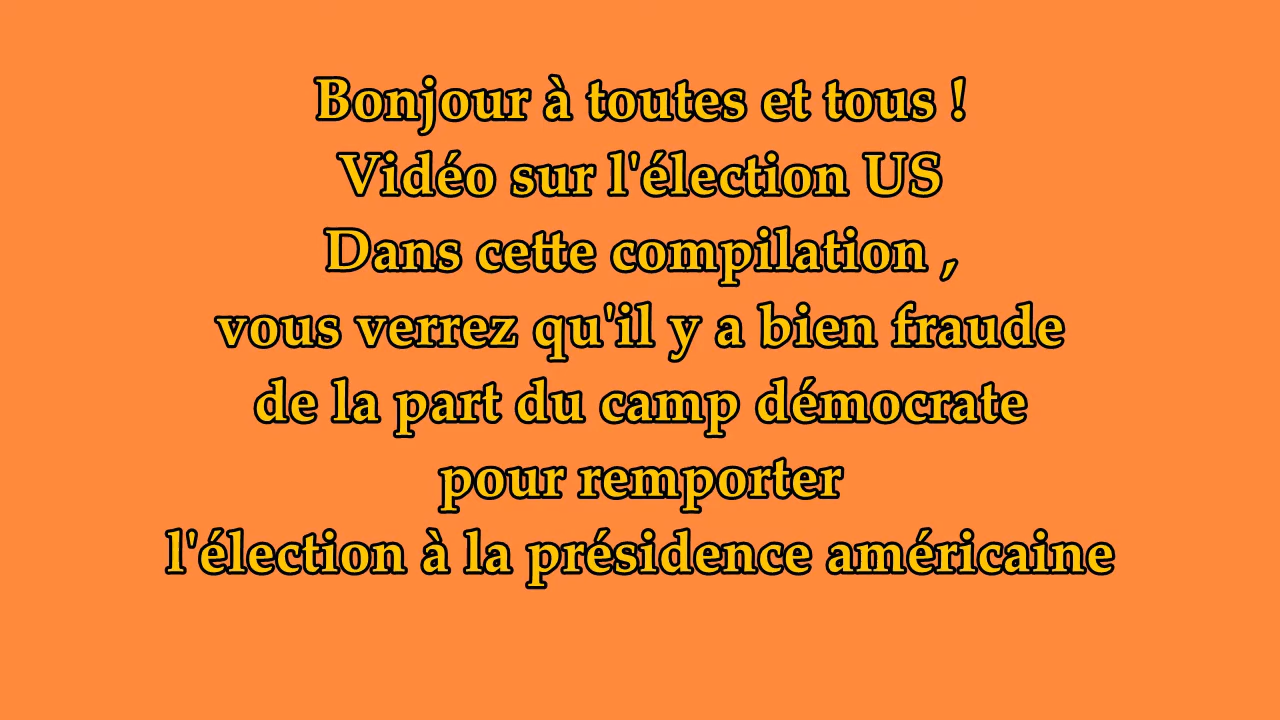 Bonjour à toutes et tous !
Vidéo sur l'élection US
Dans cette compilation ,
vous verrez qu'il y a bien fraude
de la part du camp démocrate
pour remporter
l'élection à la présidence américaine